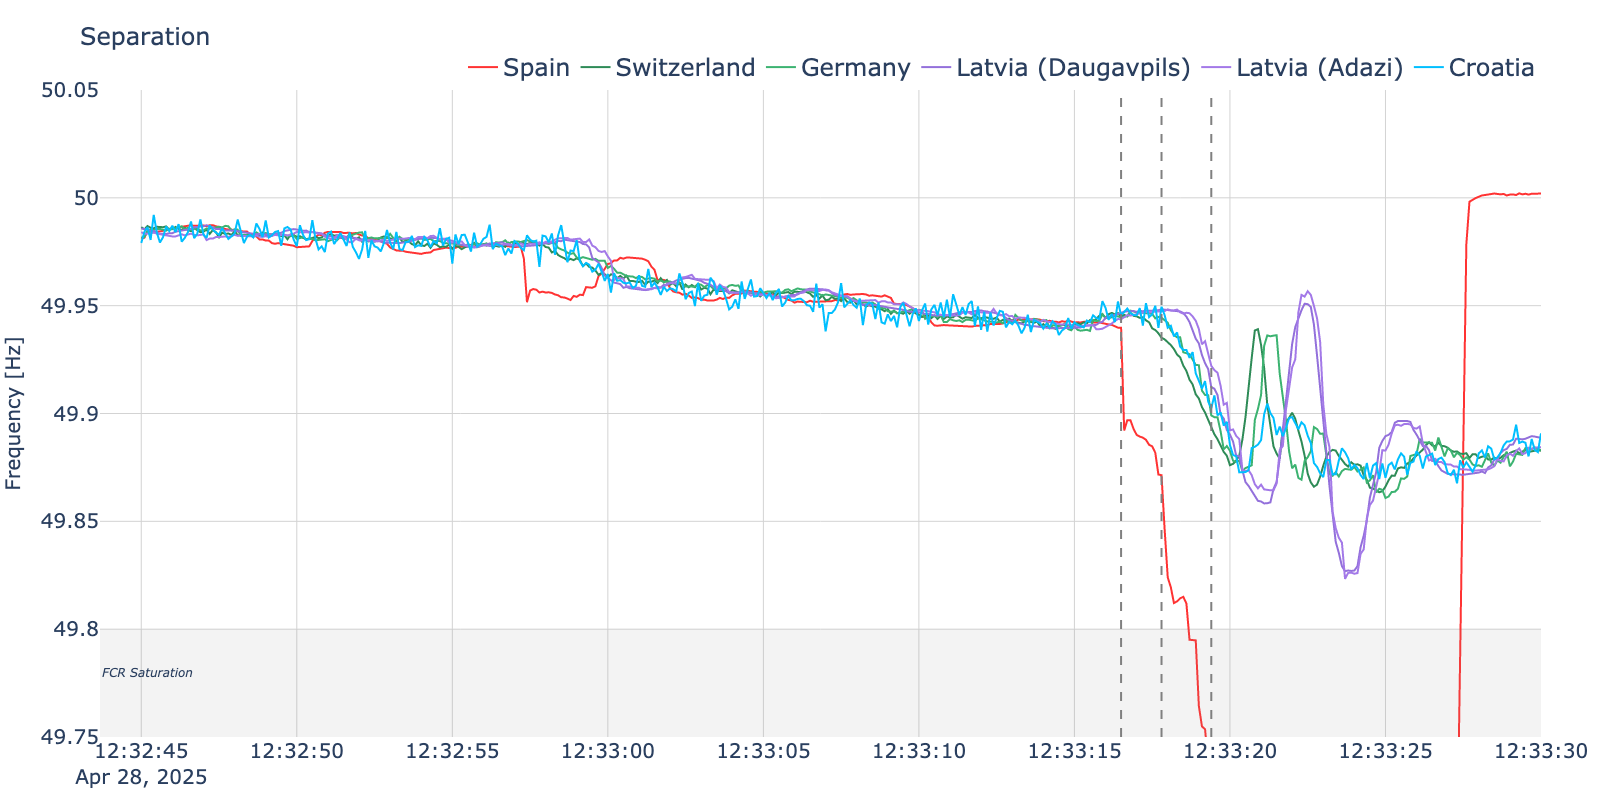 Separation
Spain Switzerland Germany Latvia (Daugavpils) Latvia (Adazi) Croatia
50.05
50
49.95
49.9
49.85
49.8
49.75
Frequency [Hz]
FCR Saturation
12:32:45 12:32:50 12:32:55 12:33:00 12:33:05 12:33:10 12:33:15 12:33:20 12:33:25 12:33:30
Apr 28, 2025